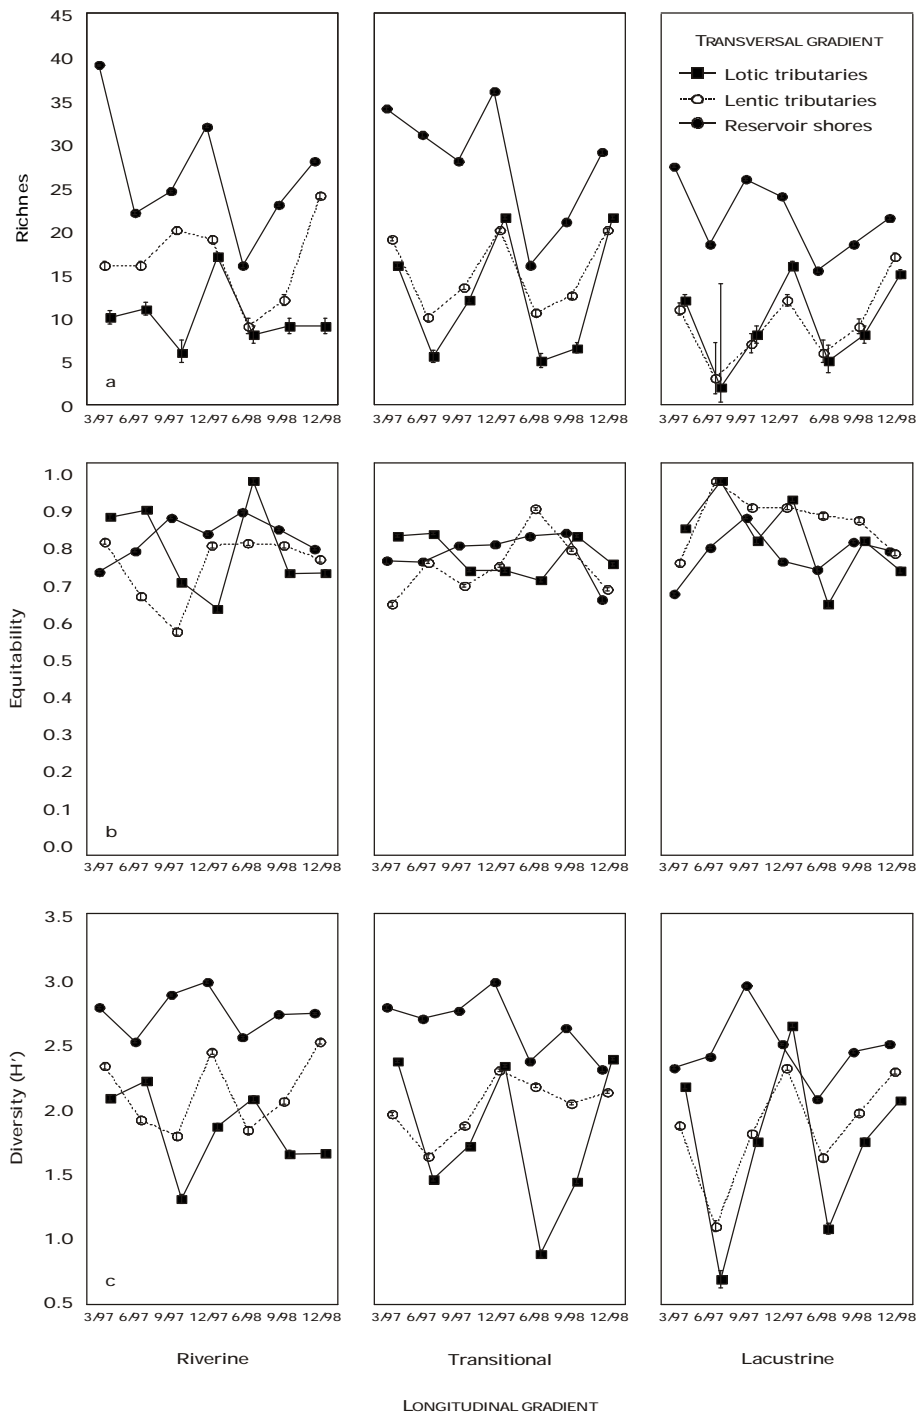 45
40
35
30
25
20
15
10
5
0
Richnes
a
TRANSVERSAL GRADIENT
Lotic tributaries
Lentic tributaries
Reservoir shores
3/97 6/97 9/97 12/97 6/98 9/98 12/98
3/97 6/97 9/97 12/97 6/98 9/98 12/98
3/97 6/97 9/97 12/97 6/98 9/98 12/98
1.0
0.9
0.8
0.7
0.6
0.5
0.4
0.3
0.2
0.1
0.0
Equitability
b
3/97 6/97 9/97 12/97 6/98 9/98 12/98
3/97 6/97 9/97 12/97 6/98 9/98 12/98
3/97 6/97 9/97 12/97 6/98 9/98 12/98
3.5
3.0
2.5
2.0
1.5
1.0
0.5
Diversity (H')
c
3/97 6/97 9/97 12/97 6/98 9/98 12/98
3/97 6/97 9/97 12/97 6/98 9/98 12/98
3/97 6/97 9/97 12/97 6/98 9/98 12/98
Riverine Transitional Lacustrine
LONGITUDINAL GRADIENT